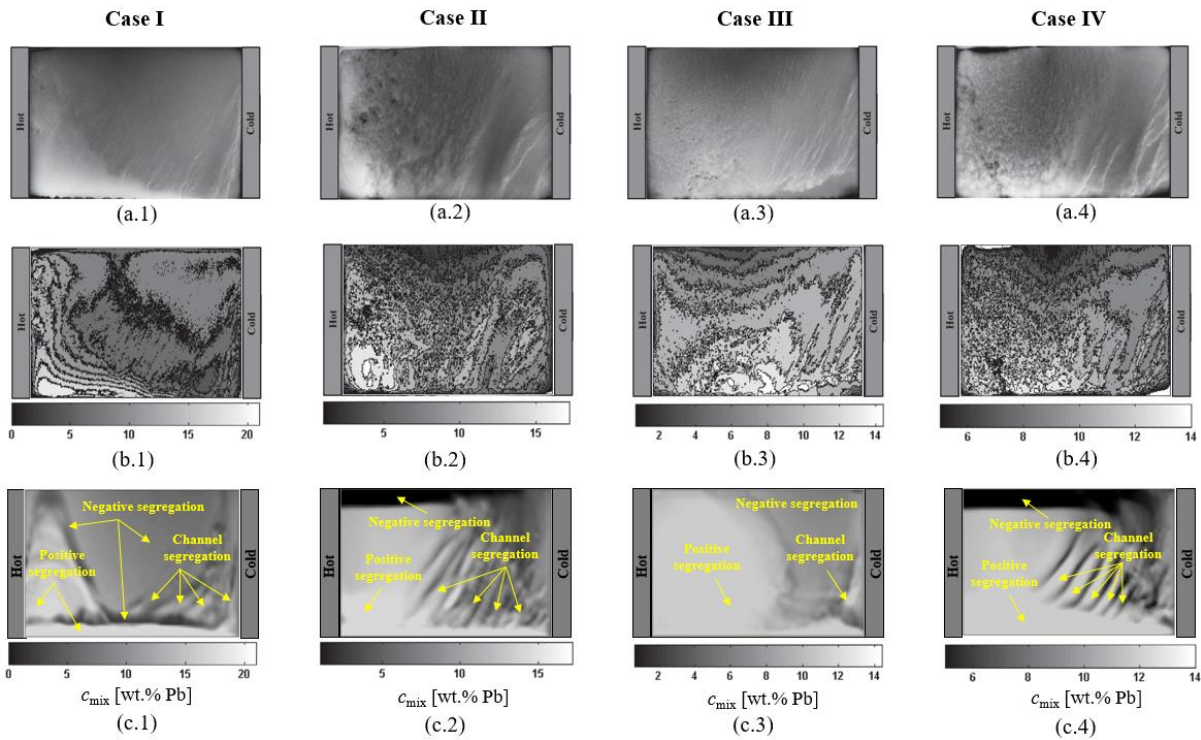 Case I
Case II
Case III
Case IV
Hot
Cold
Hot
Cold
Hot
Cold
Hot
Cold
(a.1)
(a.2)
(a.3)
(a.4)
Hot
Cold
Hot
Cold
Hot
Cold
Hot
Cold
0 5 10 15 20
5 10 15
2 4 6 8 10 12 14
6 8 10 12 14
(b.1)
(b.2)
(b.3)
(b.4)
Hot
Negative segregation
Positive
segregation
Channel
segregation
Cold
Hot
Negative segregation
Positive
segregation
Channel
segregation
Cold
Hot
Negative segregation
Positive
segregation
Channel
segregation
Cold
Hot
Negative segregation
Positive
segregation
Channel
segregation
Cold
0 5 10 15 20
5 10 15
2 4 6 8 10 12 14
6 8 10 12 14
cmix [wt.% Pb]
cmix [wt.% Pb]
cmix [wt.% Pb]
cmix [wt.% Pb]
(c.1)
(c.2)
(c.3)
(c.4)